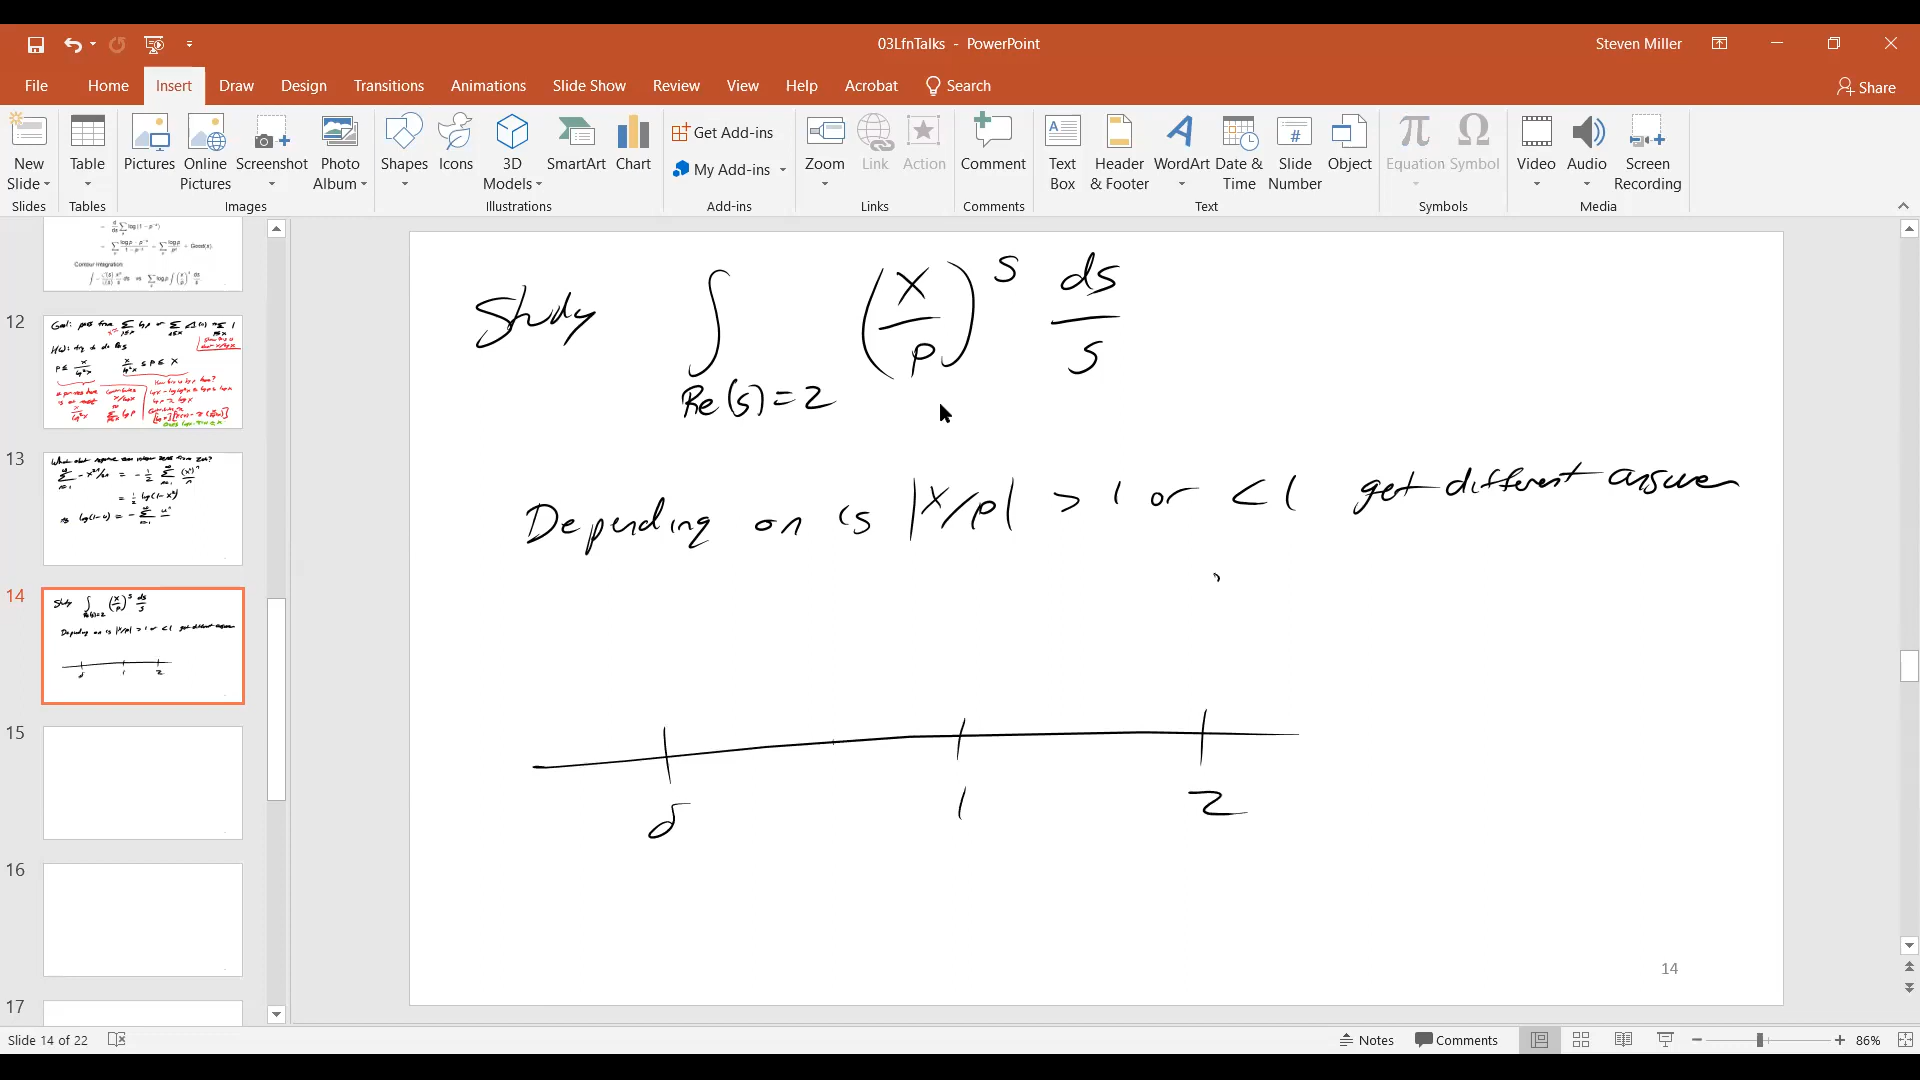 03LfnTalks - PowerPoint
Steven Miller
File Home Insert Draw Design Transitions Animations Slide Show Review View Help Acrobat Search Share
New Slide
Table
Pictures
Online Pictures
Screenshot
Photo Album
Shapes
Icons
3D Models
SmartArt
Chart
Get Add-ins
My Add-ins
Zoom
Link
Action
Comment
Text Box
Header & Footer
WordArt
Date & Time
Slide Number
Object
Equation
Symbol
Video
Audio
Screen Recording
Slides Tables Images Illustrations Add-ins Links Comments Text Symbols Media
Contour Integration:
12
13
14
15
16
17
Study ∫ (x/p)^s ds/s
Re(s)=2
Depending on is |x/p| > 1 or < 1 get different answer
1 2
14
Slide 14 of 22
Notes
Comments
86%